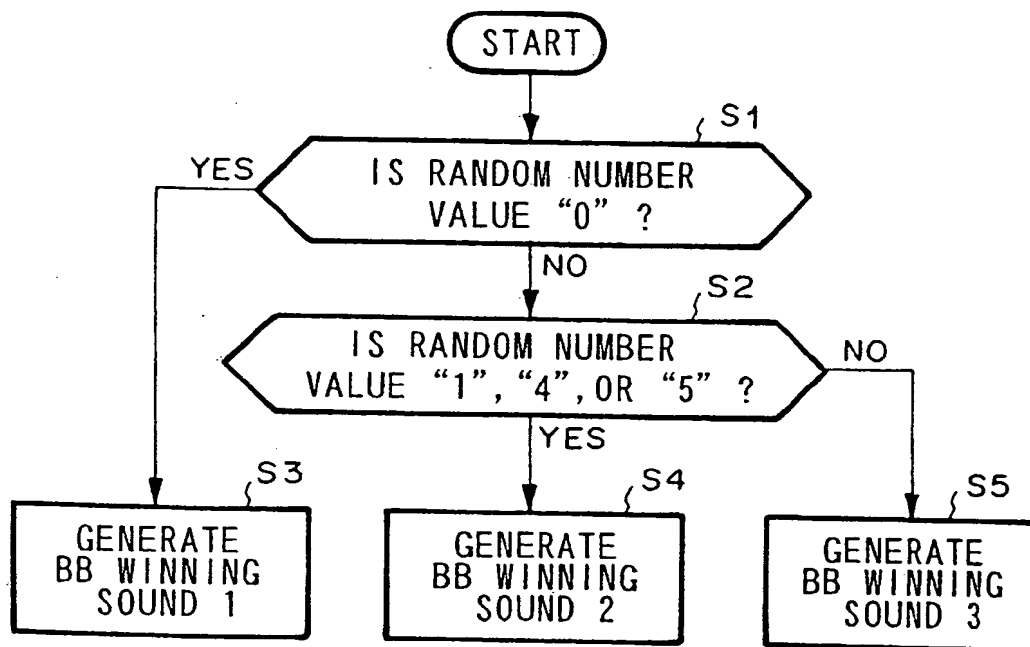 START
S1
IS RANDOM NUMBER
VALUE “0” ?
YES
NO
S2
IS RANDOM NUMBER
VALUE “1”, “4”, OR “5” ?
NO
YES
S3
GENERATE
BB WINNING
SOUND 1
S4
GENERATE
BB WINNING
SOUND 2
S5
GENERATE
BB WINNING
SOUND 3